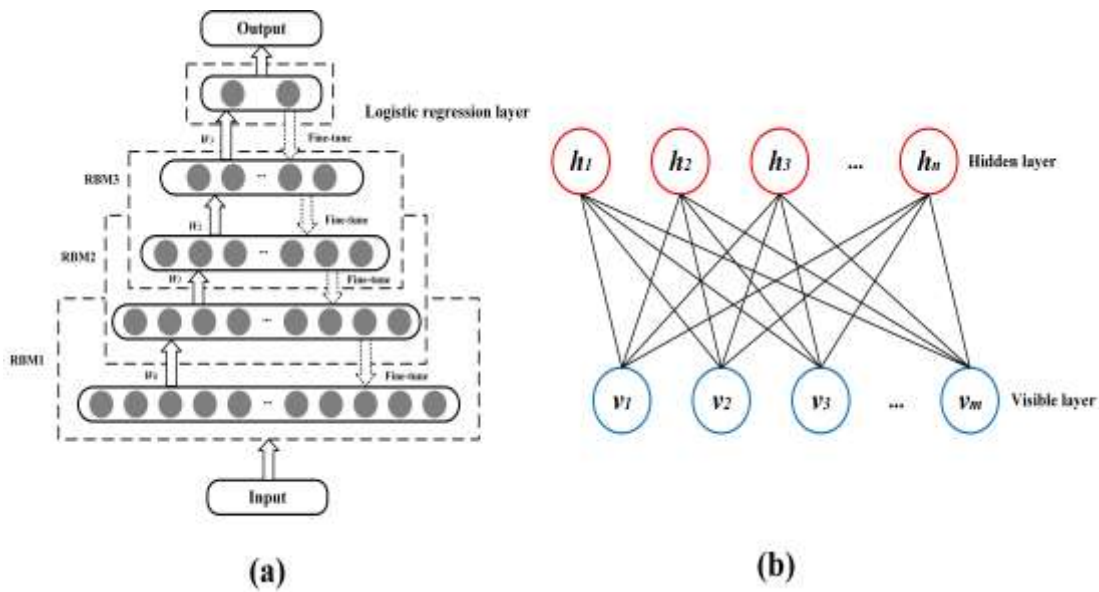 Output
Logistic regression layer
Fine-tune
RBM3
Fine-tune
RBM2
Fine-tune
RBM1
Fine-tune
Input
(a)
h1 h2 h3 ... hn Hidden layer
v1 v2 v3 ... vm Visible layer
(b)